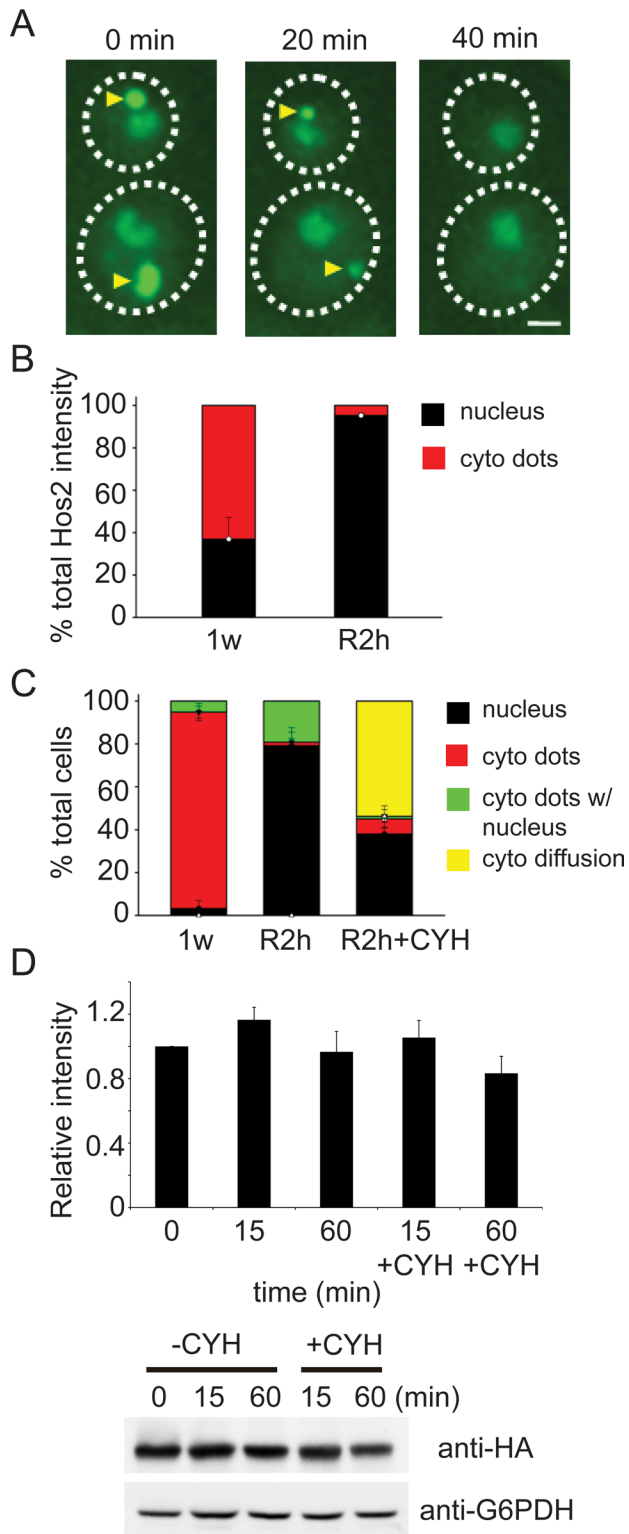 A
0 min 20 min 40 min
B
% total Hos2 intensity
100
80
60
40
20
0
1w R2h
nucleus
cyto dots
C
% total cells
100
80
60
40
20
0
1w R2h R2h+CYH
nucleus
cyto dots
cyto dots w/
nucleus
cyto diffusion
D
Relative intensity
1.2
0.8
0.4
0
0 15 60 15 60
+CYH +CYH
time (min)
-CYH +CYH
0 15 60 15 60 (min)
anti-HA
anti-G6PDH